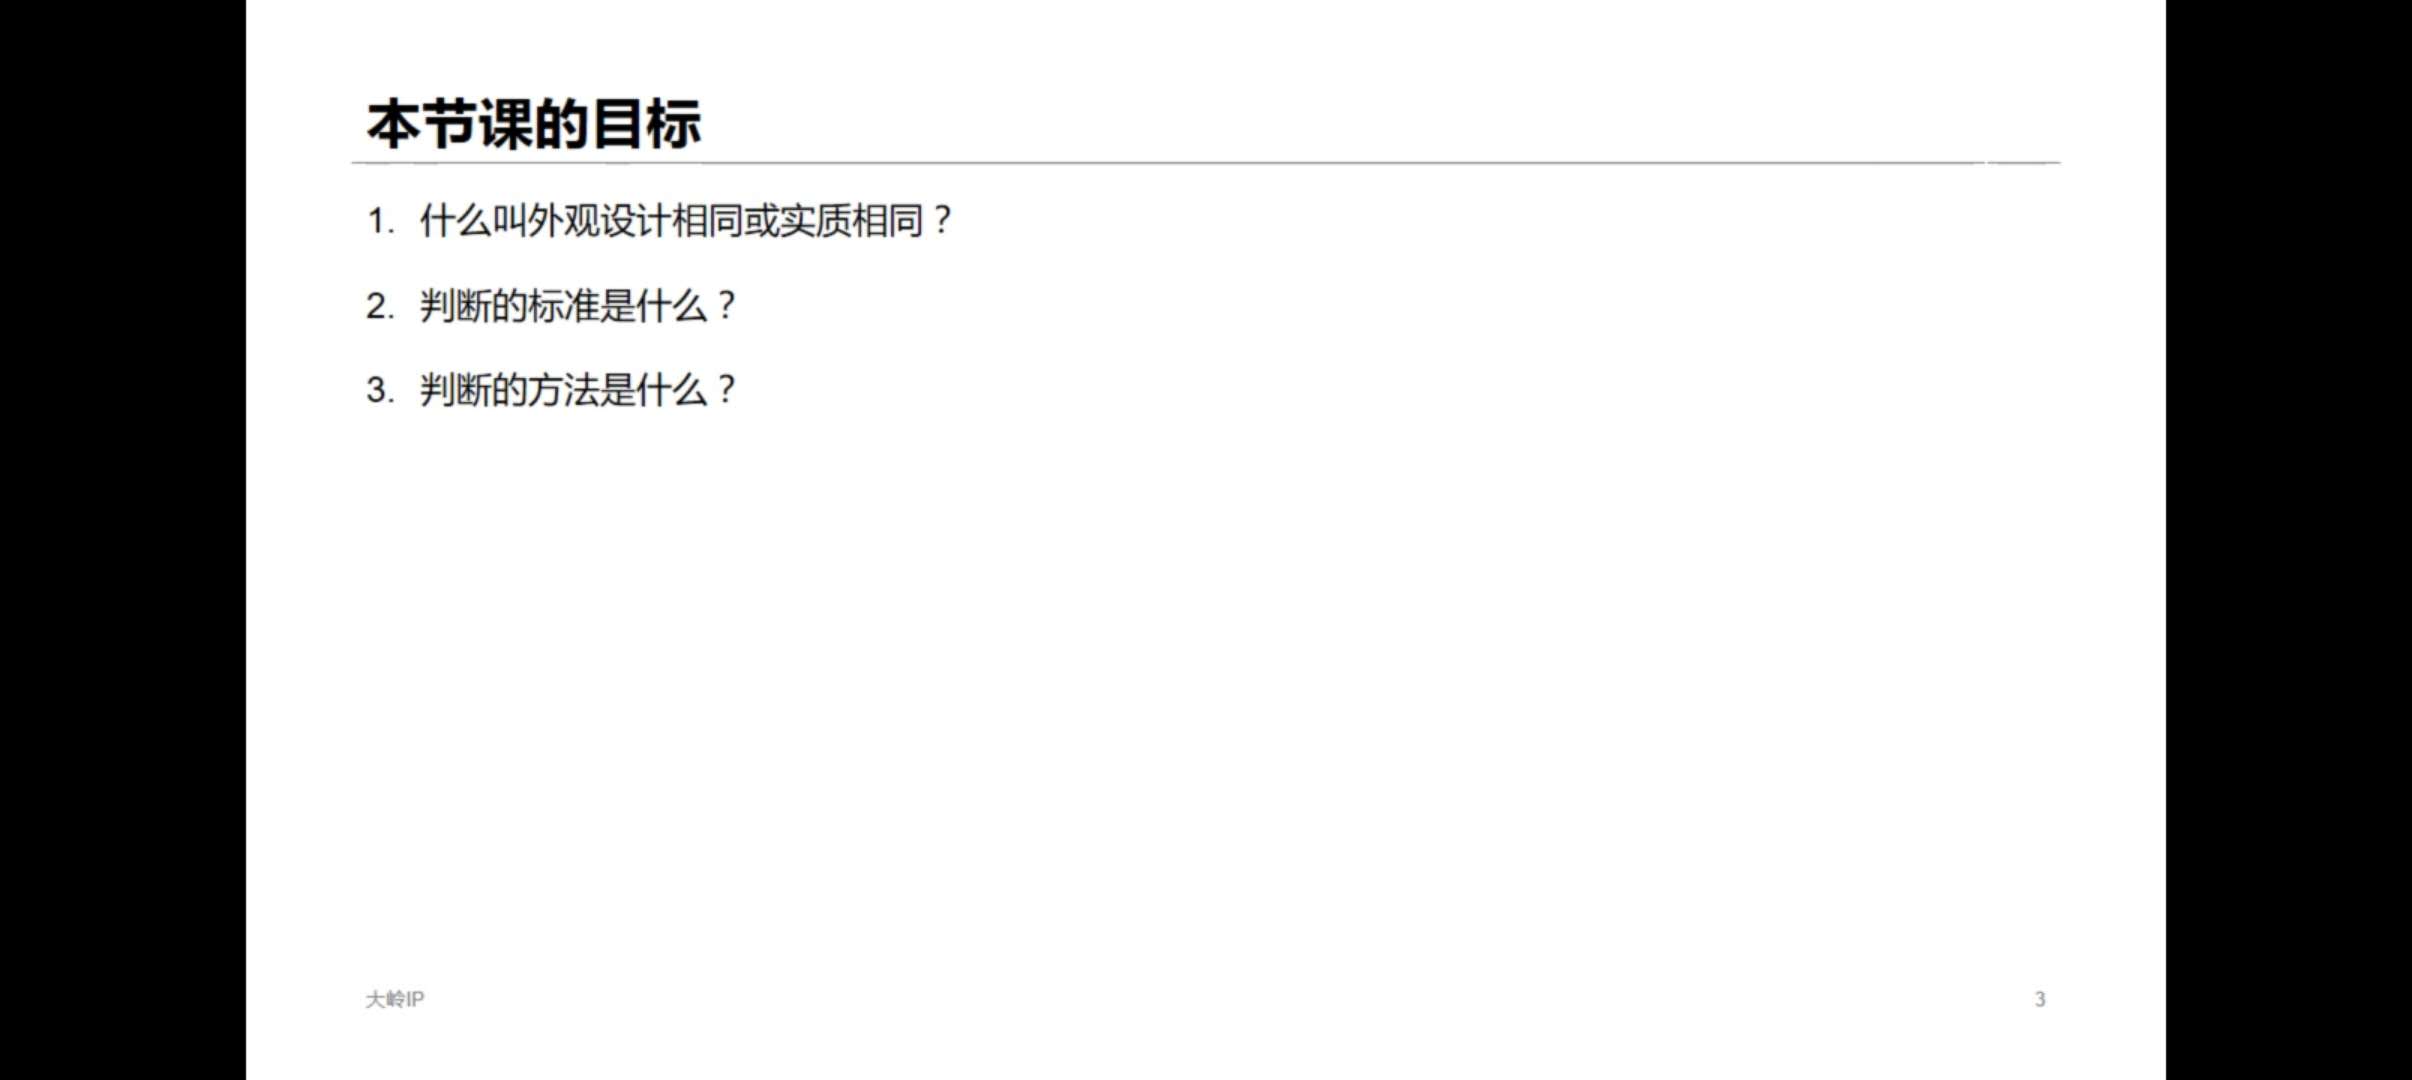 本节课的目标
1. 什么叫外观设计相同或实质相同？
2. 判断的标准是什么？
3. 判断的方法是什么？
大岭IP
3